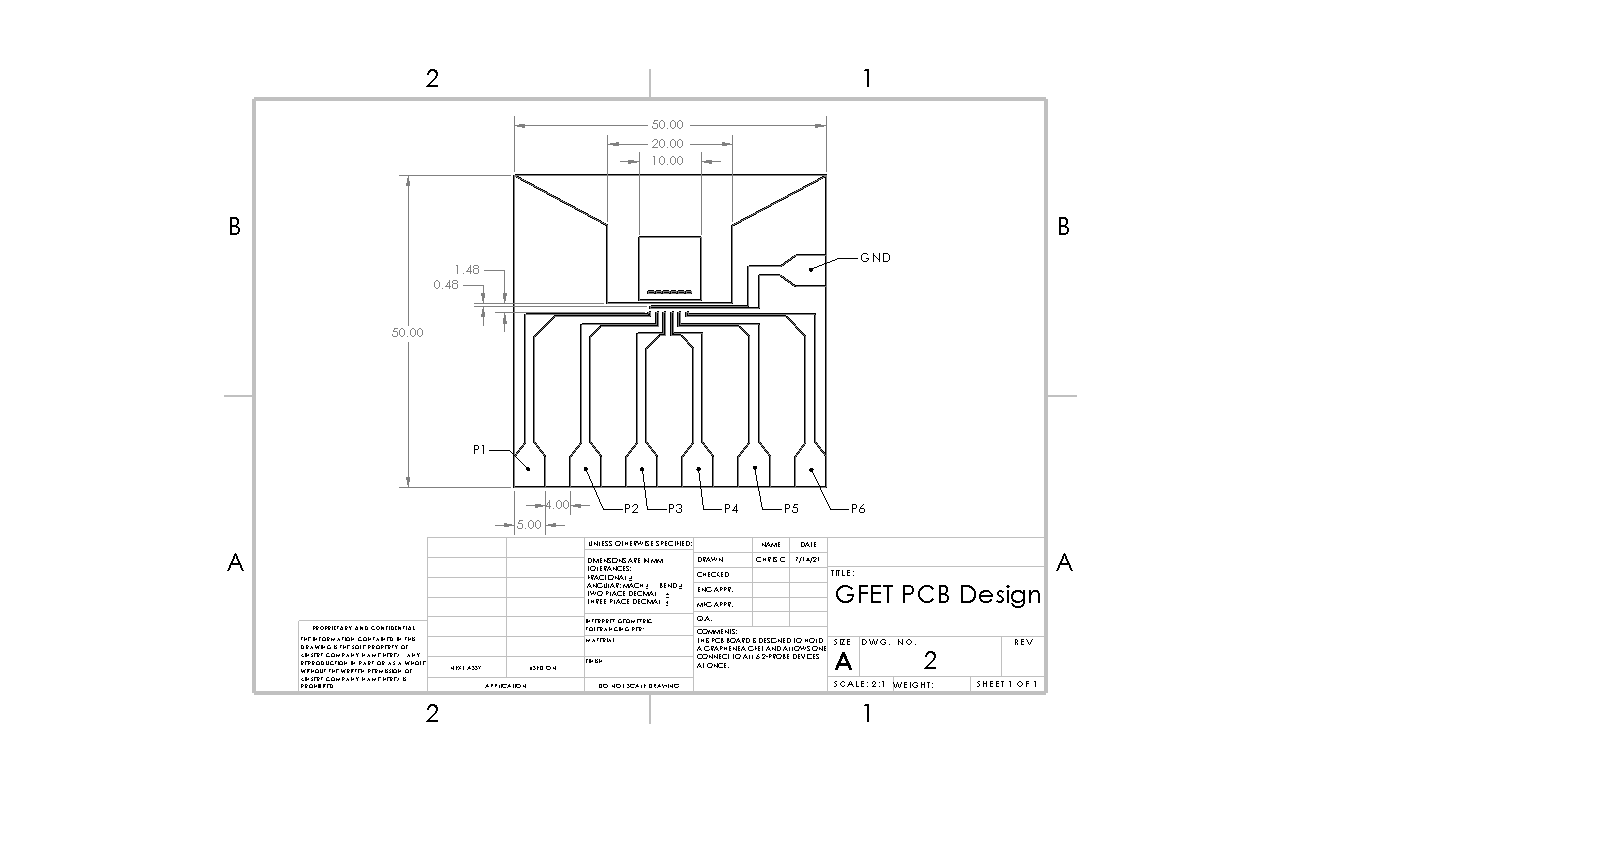 2 1
50.00
20.00
10.00
B B
GND
1.48
0.48
50.00
P1
4.00 P2 P3 P4 P5 P6
5.00
A A
UNLESS OTHERWISE SPECIFIED:
NAME DATE
DIMENSIONS ARE IN MM
TOLERANCES:
FRACTIONAL ±
ANGULAR: MACH ± BEND ±
TWO PLACE DECIMAL ±
THREE PLACE DECIMAL ±
INTERPRET GEOMETRIC
TOLERANCING PER:
MATERIAL
FINISH
DRAWN CHRIS C 7/14/21
CHECKED
ENG APPR.
MFG APPR.
Q.A.
COMMENTS:
THE PCB BOARD IS DESIGNED TO HOLD
A GRAPHENEA GFET AND ALLOWS ONE
CONNECT TO ALL 6 2-PROBE DEVICES
AT ONCE.
TITLE:
GFET PCB Design
SIZE DWG. NO. REV
A 2
SCALE: 2:1 WEIGHT: SHEET 1 OF 1
PROPRIETARY AND CONFIDENTIAL
THE INFORMATION CONTAINED IN THIS
DRAWING IS THE SOLE PROPERTY OF
<INSERT COMPANY NAME HERE>. ANY
REPRODUCTION IN PART OR AS A WHOLE
WITHOUT THE WRITTEN PERMISSION OF
<INSERT COMPANY NAME HERE> IS
PROHIBITED.
NEXT ASSY USED ON
APPLICATION DO NOT SCALE DRAWING
2 1